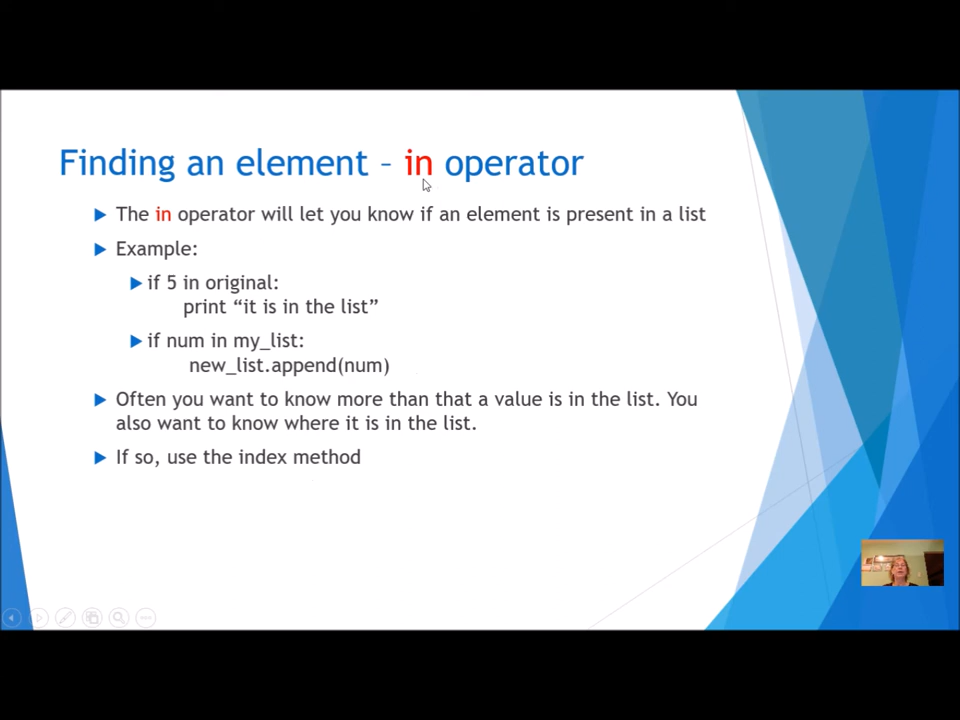 Finding an element – in operator
The in operator will let you know if an element is present in a list
Example:
if 5 in original:
print “it is in the list”
if num in my_list:
new_list.append(num)
Often you want to know more than that a value is in the list. You
also want to know where it is in the list.
If so, use the index method